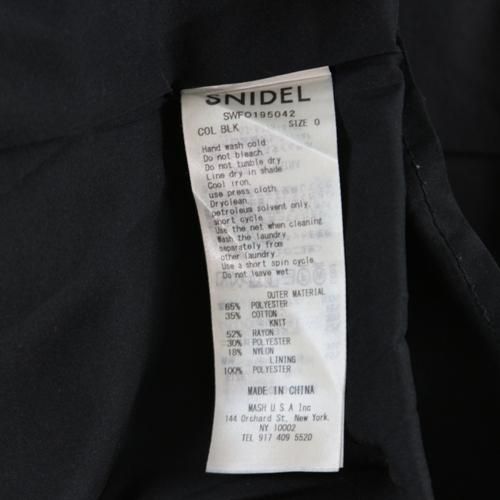 SNIDEL
SWFO195042
COL BLK SIZE 0
Hand wash cold
Do not bleach.
Do not tumble dry
Line dry in shade
Cool iron.
use press cloth.
Dryclean.
petroleum solvent only.
short cycle
Use the net when cleaning
Wash the laundry
separately from
other laundry
Use a short spin cycle
Do not leave wet
OUTER MATERIAL
65% POLYESTER
35% COTTON
KNIT
52% RAYON
30% POLYESTER
18% NYLON
LINING
100% POLYESTER
MADE IN CHINA
MASH U S A Inc
144 Orchard St, New York.
NY 10002
TEL 917 409 5520